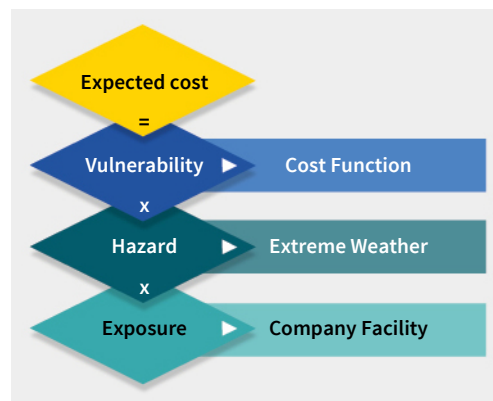 Expected cost
=
Vulnerability Cost Function
x
Hazard Extreme Weather
x
Exposure Company Facility